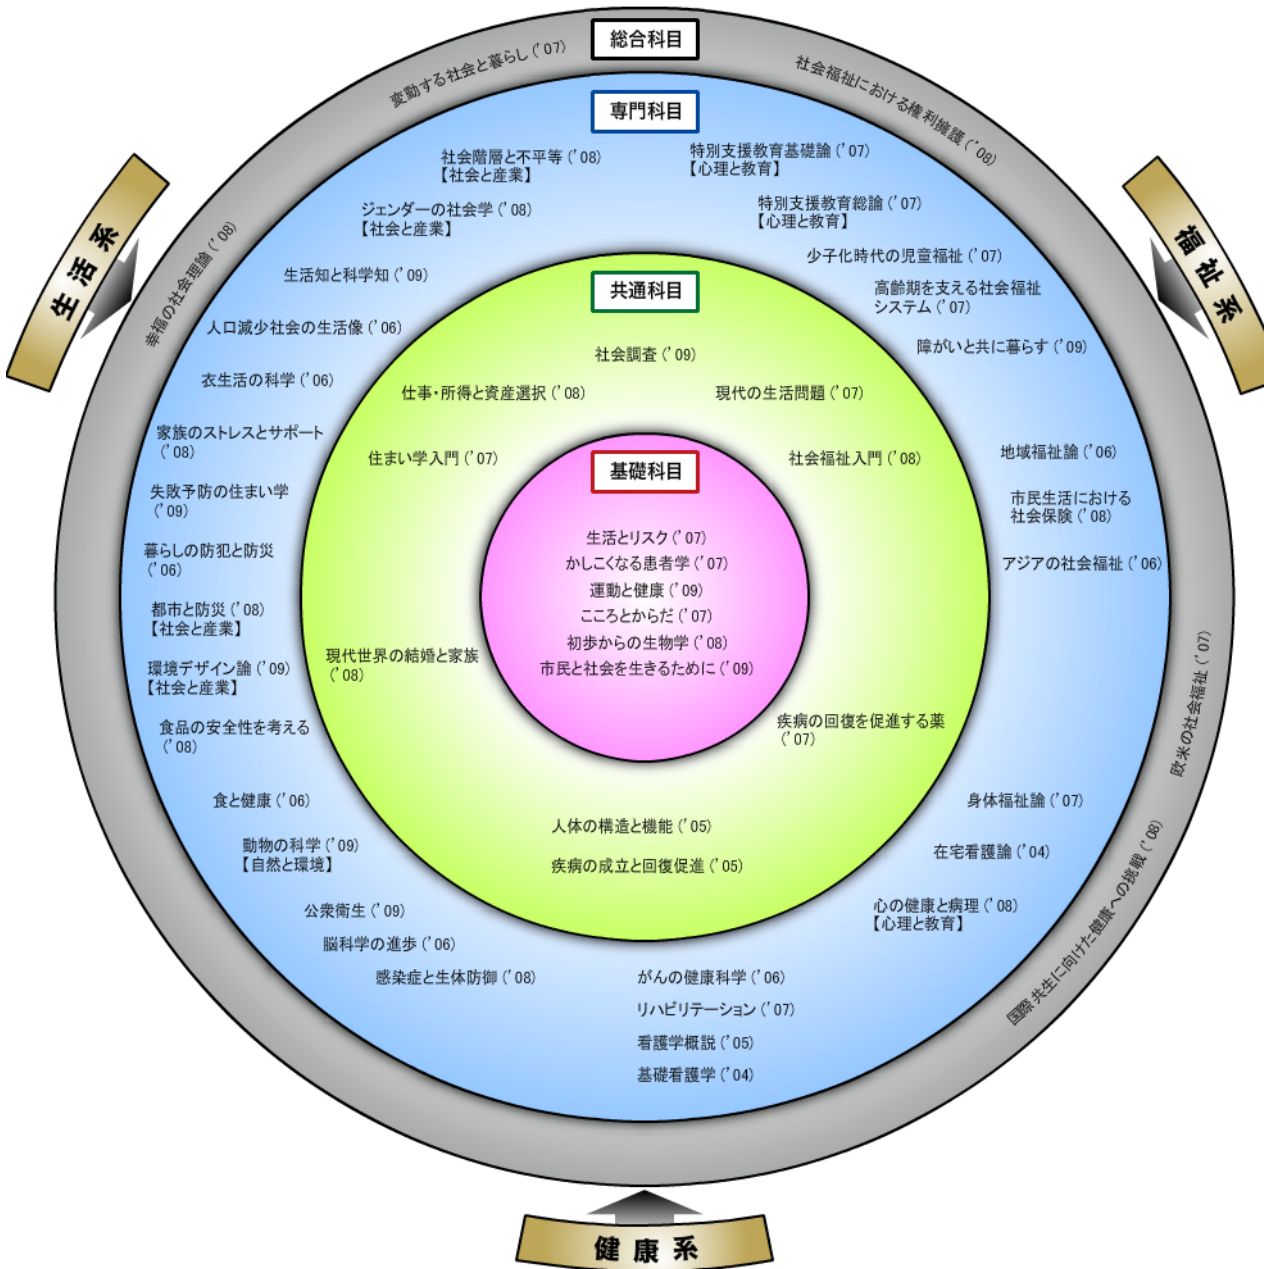 総合科目
変動する社会と暮らし(’07)
社会福祉における権利擁護(’08)
幸福の社会理論(’08)
欧米の社会福祉(’07)
国際共生に向けた健康への挑戦(’08)
生活系
福祉系
専門科目
社会階層と不平等(’08)
【社会と産業】
特別支援教育基礎論(’07)
【心理と教育】
ジェンダーの社会学(’08)
【社会と産業】
特別支援教育総論(’07)
【心理と教育】
生活知と科学知(’09)
少子化時代の児童福祉(’07)
人口減少社会の生活像(’06)
高齢期を支える社会福祉
システム(’07)
障がいと共に暮らす(’09)
衣生活の科学(’06)
家族のストレスとサポート
(’08)
地域福祉論(’06)
失敗予防の住まい学
(’09)
市民生活における
社会保険(’08)
暮らしの防犯と防災
(’06)
アジアの社会福祉(’06)
都市と防災(’08)
【社会と産業】
環境デザイン論(’09)
【社会と産業】
食品の安全性を考える
(’08)
食と健康(’06)
身体福祉論(’07)
動物の科学(’09)
【自然と環境】
在宅看護論(’04)
公衆衛生(’09)
心の健康と病理(’08)
【心理と教育】
脳科学の進歩(’06)
感染症と生体防御(’08)
がんの健康科学(’06)
リハビリテーション(’07)
看護学概説(’05)
基礎看護学(’04)
共通科目
社会調査(’09)
仕事・所得と資産選択(’08)
現代の生活問題(’07)
住まい学入門(’07)
社会福祉入門(’08)
現代世界の結婚と家族
(’08)
疾病の回復を促進する薬
(’07)
人体の構造と機能(’05)
疾病の成立と回復促進(’05)
基礎科目
生活とリスク(’07)
かしこくなる患者学(’07)
運動と健康(’09)
こころとからだ(’07)
初歩からの生物学(’08)
市民と社会を生きるために(’09)
健康系